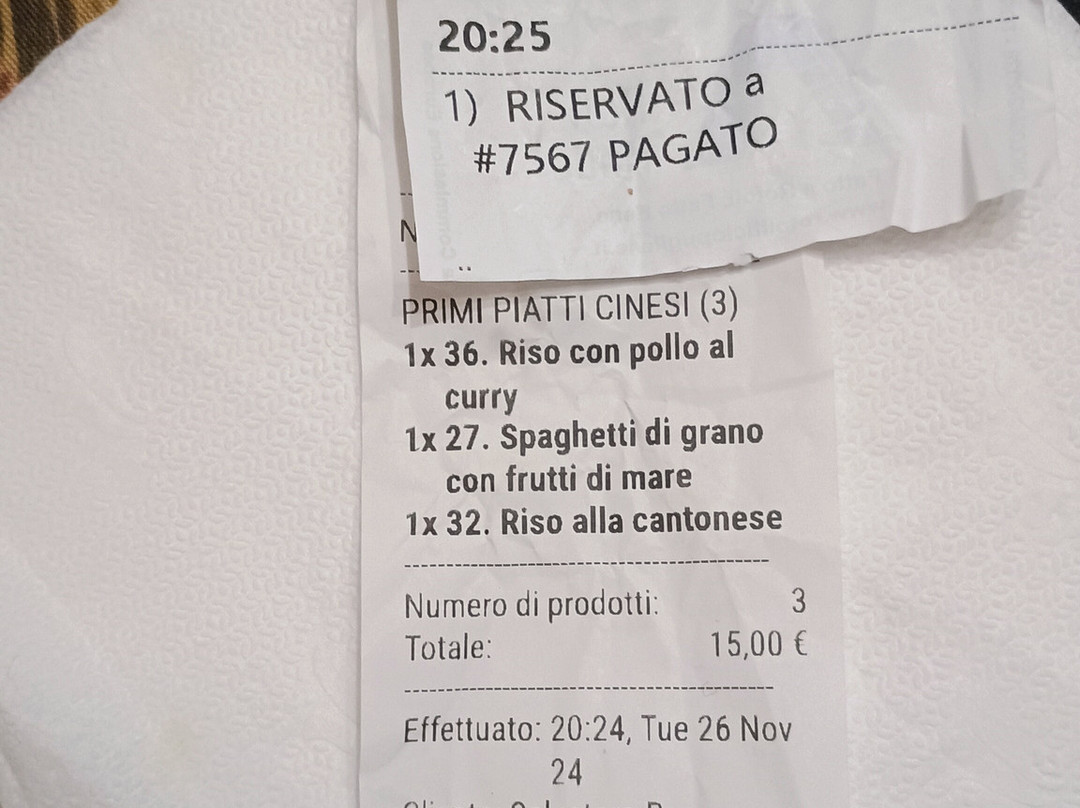 20:25
1) RISERVATO a
#7567 PAGATO
N
PRIMI PIATTI CINESI (3)
1x 36. Riso con pollo al
curry
1x 27. Spaghetti di grano
con frutti di mare
1x 32. Riso alla cantonese
Numero di prodotti: 3
Totale: 15,00 €
Effettuato: 20:24, Tue 26 Nov
24